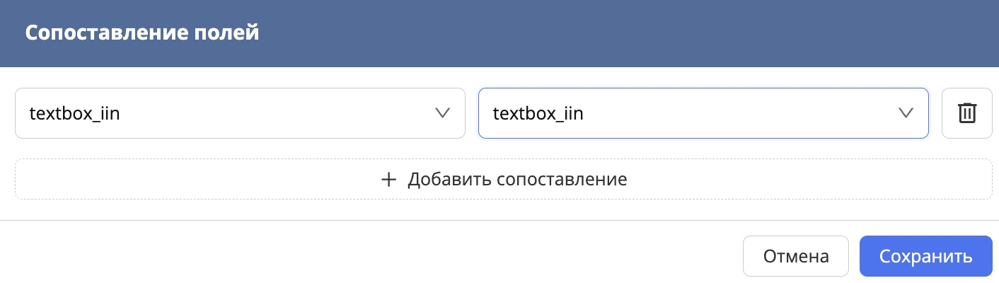 Сопоставление полей
textbox_iin
textbox_iin
Добавить сопоставление
Отмена
Сохранить